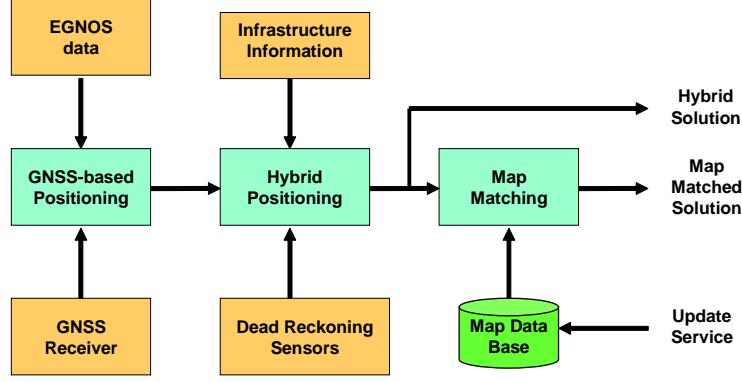 EGNOS
data
Infrastructure
Information
Hybrid
Solution
GNSS-based
Positioning
Hybrid
Positioning
Map
Matching
Map
Matched
Solution
GNSS
Receiver
Dead Reckoning
Sensors
Map Data
Base
Update
Service